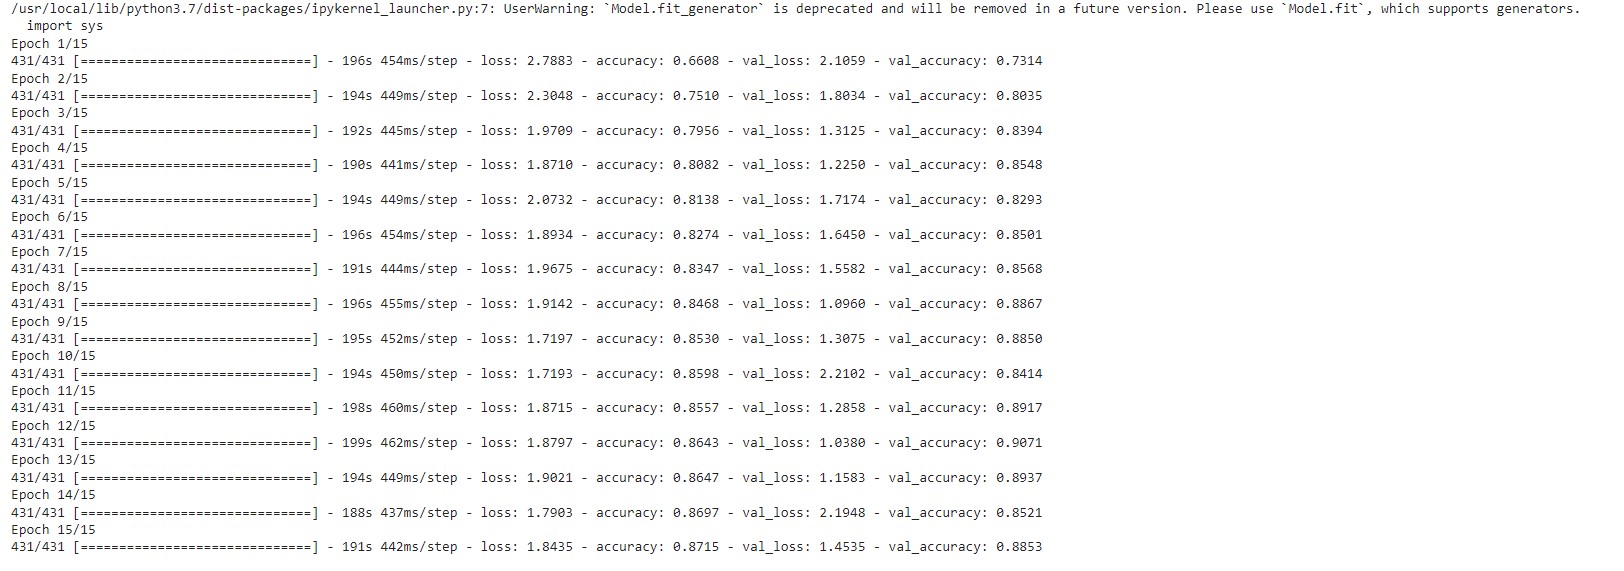 /usr/local/lib/python3.7/dist-packages/ipykernel_launcher.py:7: UserWarning: `Model.fit_generator` is deprecated and will be removed in a future version. Please use `Model.fit`, which supports generators.
  import sys
Epoch 1/15
431/431 [==============================] - 196s 454ms/step - loss: 2.7883 - accuracy: 0.6608 - val_loss: 2.1059 - val_accuracy: 0.7314
Epoch 2/15
431/431 [==============================] - 194s 449ms/step - loss: 2.3048 - accuracy: 0.7510 - val_loss: 1.8034 - val_accuracy: 0.8035
Epoch 3/15
431/431 [==============================] - 192s 445ms/step - loss: 1.9709 - accuracy: 0.7956 - val_loss: 1.3125 - val_accuracy: 0.8394
Epoch 4/15
431/431 [==============================] - 190s 441ms/step - loss: 1.8710 - accuracy: 0.8082 - val_loss: 1.2250 - val_accuracy: 0.8548
Epoch 5/15
431/431 [==============================] - 194s 449ms/step - loss: 2.0732 - accuracy: 0.8138 - val_loss: 1.7174 - val_accuracy: 0.8293
Epoch 6/15
431/431 [==============================] - 196s 454ms/step - loss: 1.8934 - accuracy: 0.8274 - val_loss: 1.6450 - val_accuracy: 0.8501
Epoch 7/15
431/431 [==============================] - 191s 444ms/step - loss: 1.9675 - accuracy: 0.8347 - val_loss: 1.5582 - val_accuracy: 0.8568
Epoch 8/15
431/431 [==============================] - 196s 455ms/step - loss: 1.9142 - accuracy: 0.8468 - val_loss: 1.0960 - val_accuracy: 0.8867
Epoch 9/15
431/431 [==============================] - 195s 452ms/step - loss: 1.7197 - accuracy: 0.8530 - val_loss: 1.3075 - val_accuracy: 0.8850
Epoch 10/15
431/431 [==============================] - 194s 450ms/step - loss: 1.7193 - accuracy: 0.8598 - val_loss: 2.2102 - val_accuracy: 0.8414
Epoch 11/15
431/431 [==============================] - 198s 460ms/step - loss: 1.8715 - accuracy: 0.8557 - val_loss: 1.2858 - val_accuracy: 0.8917
Epoch 12/15
431/431 [==============================] - 199s 462ms/step - loss: 1.8797 - accuracy: 0.8643 - val_loss: 1.0380 - val_accuracy: 0.9071
Epoch 13/15
431/431 [==============================] - 194s 449ms/step - loss: 1.9021 - accuracy: 0.8647 - val_loss: 1.1583 - val_accuracy: 0.8937
Epoch 14/15
431/431 [==============================] - 188s 437ms/step - loss: 1.7903 - accuracy: 0.8697 - val_loss: 2.1948 - val_accuracy: 0.8521
Epoch 15/15
431/431 [==============================] - 191s 442ms/step - loss: 1.8435 - accuracy: 0.8715 - val_loss: 1.4535 - val_accuracy: 0.8853